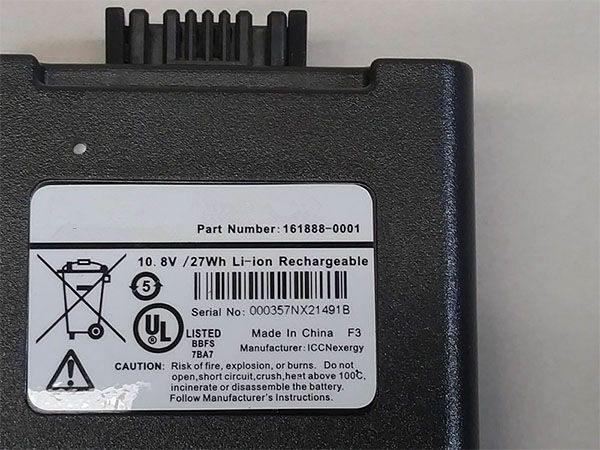 Part Number:161888-0001
10. 8V /27Wh Li-ion Rechargeable
5
Serial No: 000357NX21491B
UL
LISTED
BBFS
7BA7
Made In China F3
Manufacturer:ICCNexergy
CAUTION: Risk of fire, explosion, or burns. Do not
open,short circuit,crush,heat above 100℃,
incinerate or disassemble the battery.
Follow Manufacturer's Instructions.